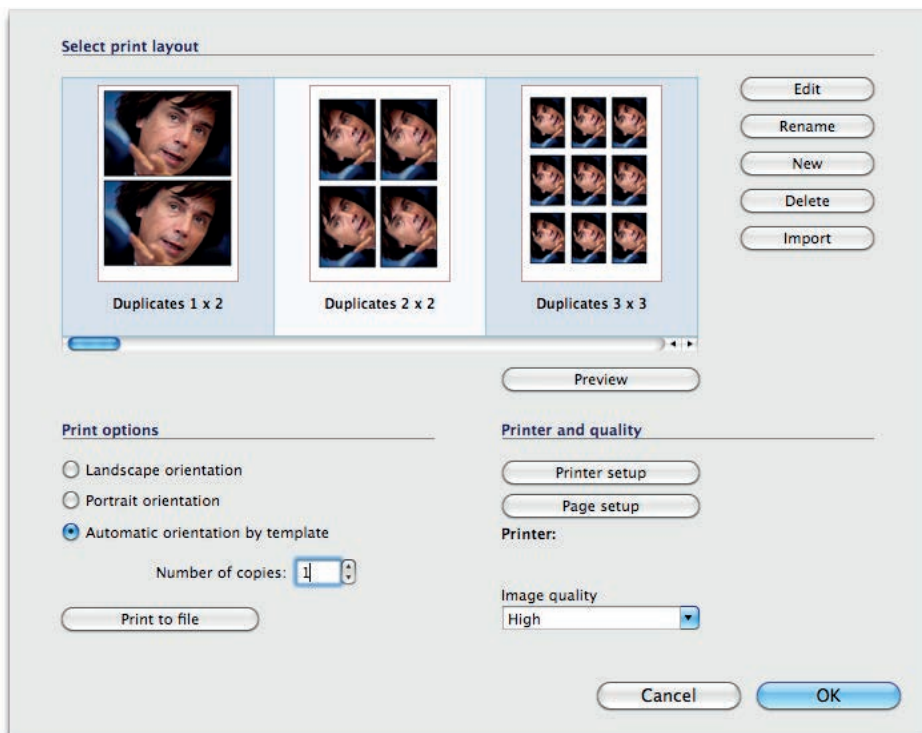 Select print layout
Edit
Rename
New
Delete
Import
Duplicates 1 x 2
Duplicates 2 x 2
Duplicates 3 x 3
Preview
Print options
Landscape orientation
Portrait orientation
Automatic orientation by template
Number of copies: 1
Print to file
Printer and quality
Printer setup
Page setup
Printer:
Image quality
High
Cancel
OK